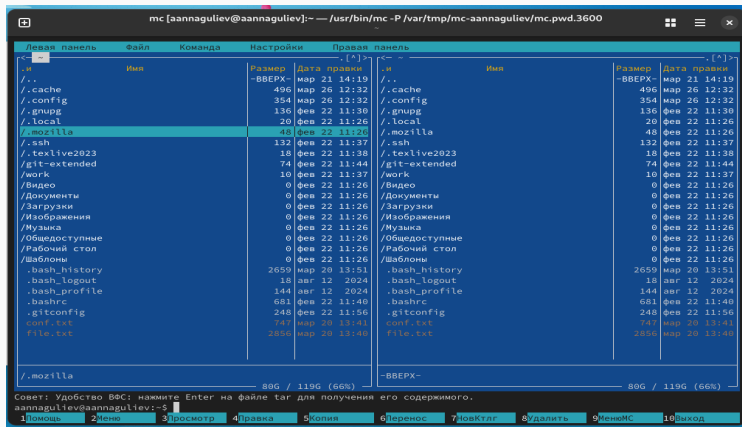 mc [aannaguliev@aannaguliev]:~ — /usr/bin/mc -P /var/tmp/mc-aannaguliev/mc.pwd.3600
Левая панель Файл Команда Настройки Правая панель
<— ~ .[^]>
.и Имя Размер Дата правки
/.. -ВВЕРХ- мар 21 14:19
/.cache 496 мар 26 12:32
/.config 354 мар 26 12:32
/.gnupg 136 фев 22 11:30
/.local 20 фев 22 11:26
/.mozilla 48 фев 22 11:26
/.ssh 132 фев 22 11:37
/.texlive2023 18 фев 22 11:38
/git-extended 74 фев 22 11:44
/work 10 фев 22 11:37
/Видео 0 фев 22 11:26
/Документы 0 фев 22 11:26
/Загрузки 0 фев 22 11:26
/Изображения 0 фев 22 11:26
/Музыка 0 фев 22 11:26
/Общедоступные 0 фев 22 11:26
/Рабочий стол 0 фев 22 11:26
/Шаблоны 0 фев 22 11:26
.bash_history 2659 мар 20 13:51
.bash_logout 18 авг 12 2024
.bash_profile 144 авг 12 2024
.bashrc 681 фев 22 11:40
.gitconfig 248 фев 22 11:56
conf.txt 747 мар 20 13:41
file.txt 2856 мар 20 13:40
/.mozilla
80G / 119G (66%)
<— ~ .[^]>
.и Имя Размер Дата правки
/.. -ВВЕРХ- мар 21 14:19
/.cache 496 мар 26 12:32
/.config 354 мар 26 12:32
/.gnupg 136 фев 22 11:30
/.local 20 фев 22 11:26
/.mozilla 48 фев 22 11:26
/.ssh 132 фев 22 11:37
/.texlive2023 18 фев 22 11:38
/git-extended 74 фев 22 11:44
/work 10 фев 22 11:37
/Видео 0 фев 22 11:26
/Документы 0 фев 22 11:26
/Загрузки 0 фев 22 11:26
/Изображения 0 фев 22 11:26
/Музыка 0 фев 22 11:26
/Общедоступные 0 фев 22 11:26
/Рабочий стол 0 фев 22 11:26
/Шаблоны 0 фев 22 11:26
.bash_history 2659 мар 20 13:51
.bash_logout 18 авг 12 2024
.bash_profile 144 авг 12 2024
.bashrc 681 фев 22 11:40
.gitconfig 248 фев 22 11:56
conf.txt 747 мар 20 13:41
file.txt 2856 мар 20 13:40
-ВВЕРХ-
80G / 119G (66%)
Совет: Удобство ВФС: нажмите Enter на файле tar для получения его содержимого.
aannaguliev@aannaguliev:~$
1Помощь 2Меню 3Просмотр 4Правка 5Копия 6Перенос 7НовКтлг 8Удалить 9МенюМС 10Выход